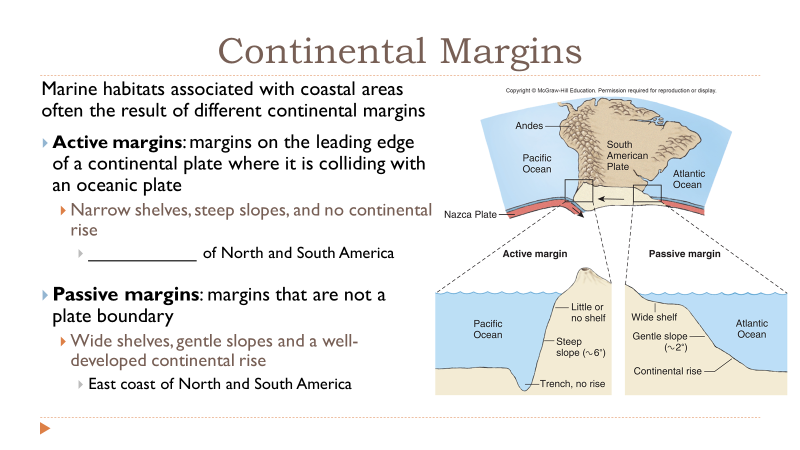 Continental Margins
Marine habitats associated with coastal areas
often the result of different continental margins
Active margins: margins on the leading edge
of a continental plate where it is colliding with
an oceanic plate
Narrow shelves, steep slopes, and no continental
rise
____________ of North and South America
Passive margins: margins that are not a
plate boundary
Wide shelves, gentle slopes and a well-
developed continental rise
East coast of North and South America
Copyright © McGraw-Hill Education. Permission required for reproduction or display.
Andes
South
American
Plate
Pacific
Ocean
Atlantic
Ocean
Nazca Plate
Active margin
Passive margin
Little or
no shelf
Pacific
Ocean
Steep
slope (~6°)
Trench, no rise
Wide shelf
Gentle slope
(~2°)
Atlantic
Ocean
Continental rise